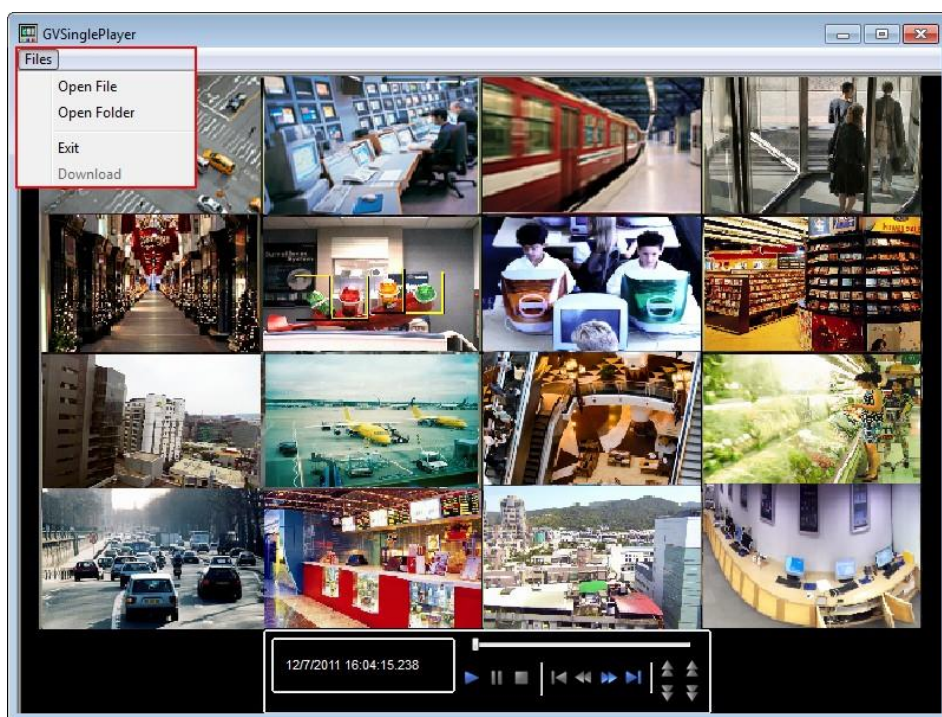 GVSinglePlayer
Files
Open File
Open Folder
Exit
Download
12/7/2011 16:04:15.238